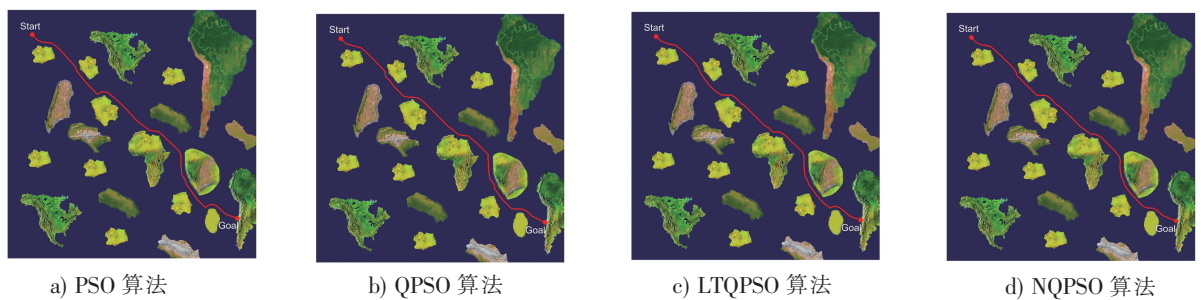 Start
Goal
a) PSO 算法
Start
Goal
b) QPSO 算法
Start
Goal
c) LTQPSO 算法
Start
Goal
d) NQPSO 算法